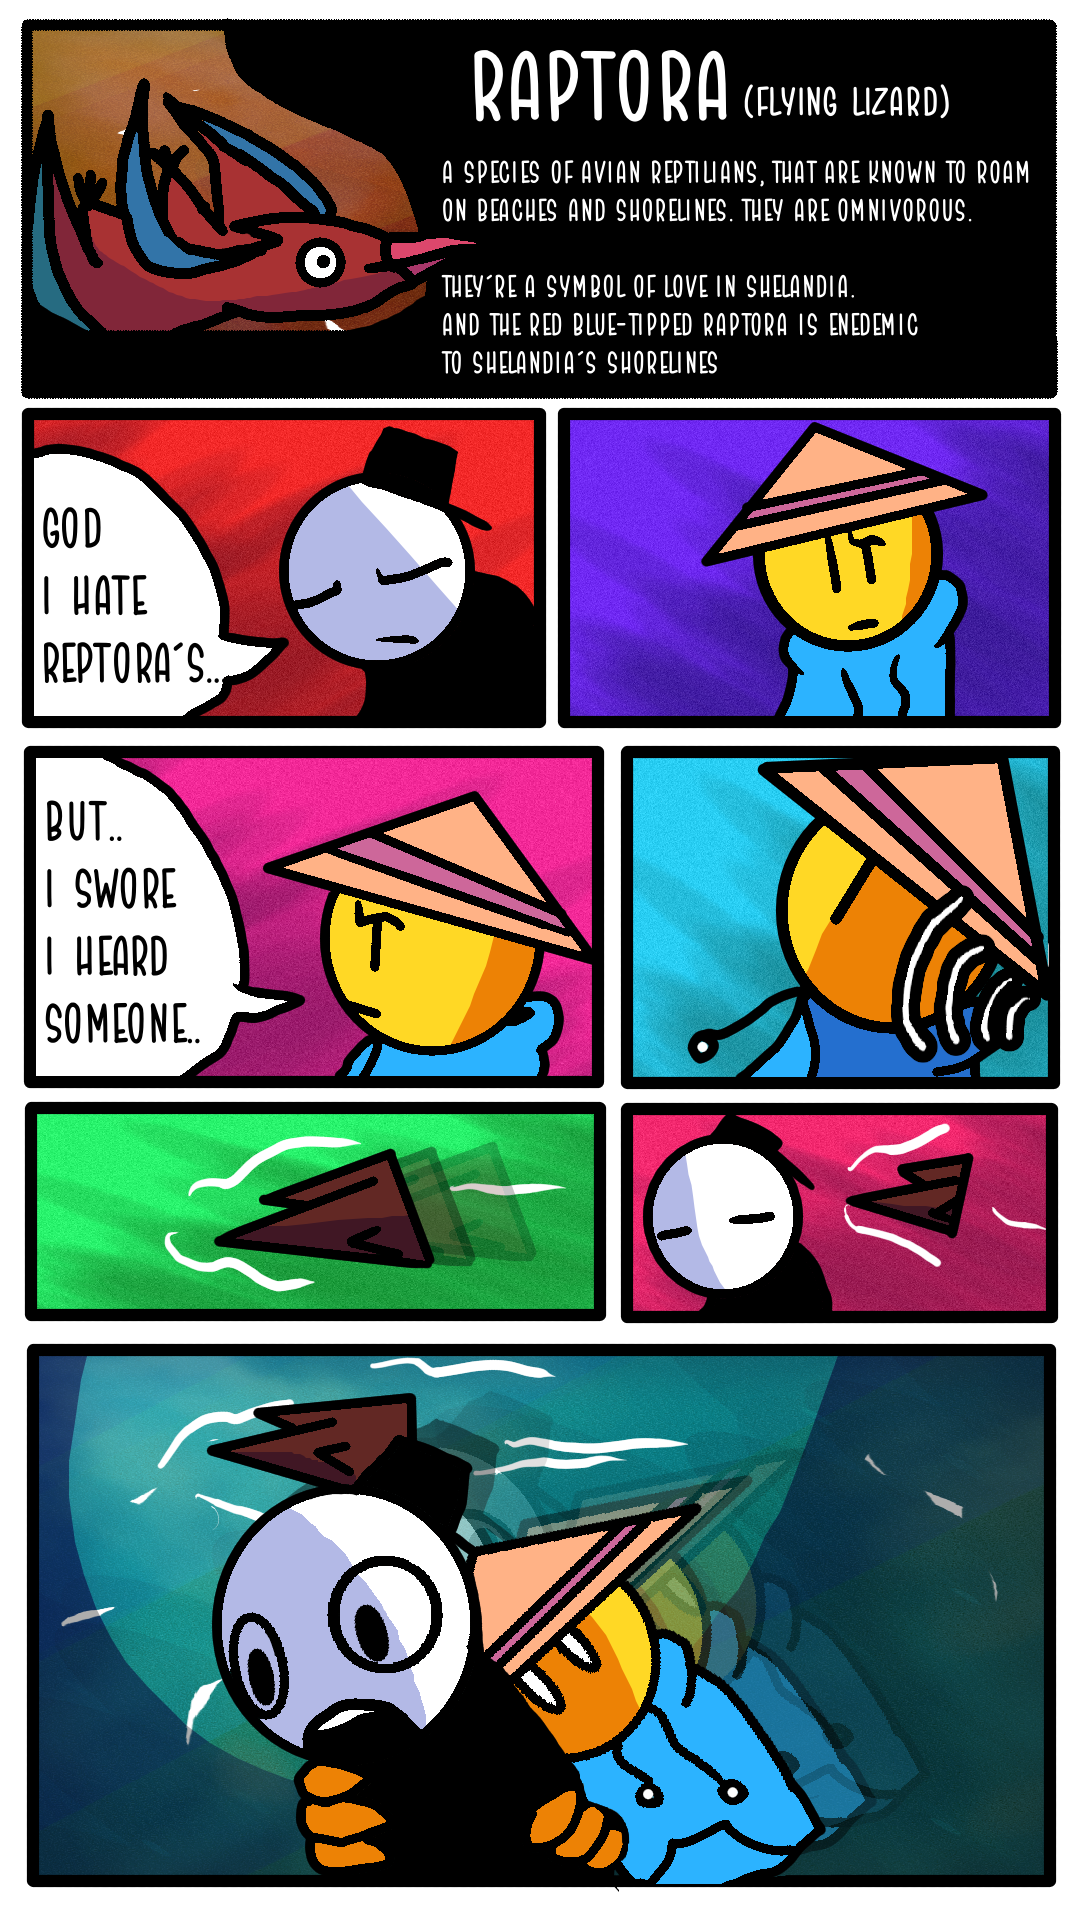 RAPTORA (FLYING LIZARD)
A SPECIES OF AVIAN REPTILIANS, THAT ARE KNOWN TO ROAM
ON BEACHES AND SHORELINES. THEY ARE OMNIVOROUS.
THEY'RE A SYMBOL OF LOVE IN SHELANDIA.
AND THE RED BLUE-TIPPED RAPTORA IS ENEDEMIC
TO SHELANDIA'S SHORELINES
GOD
I HATE
REPTORA'S..
BUT..
I SWORE
I HEARD
SOMEONE..